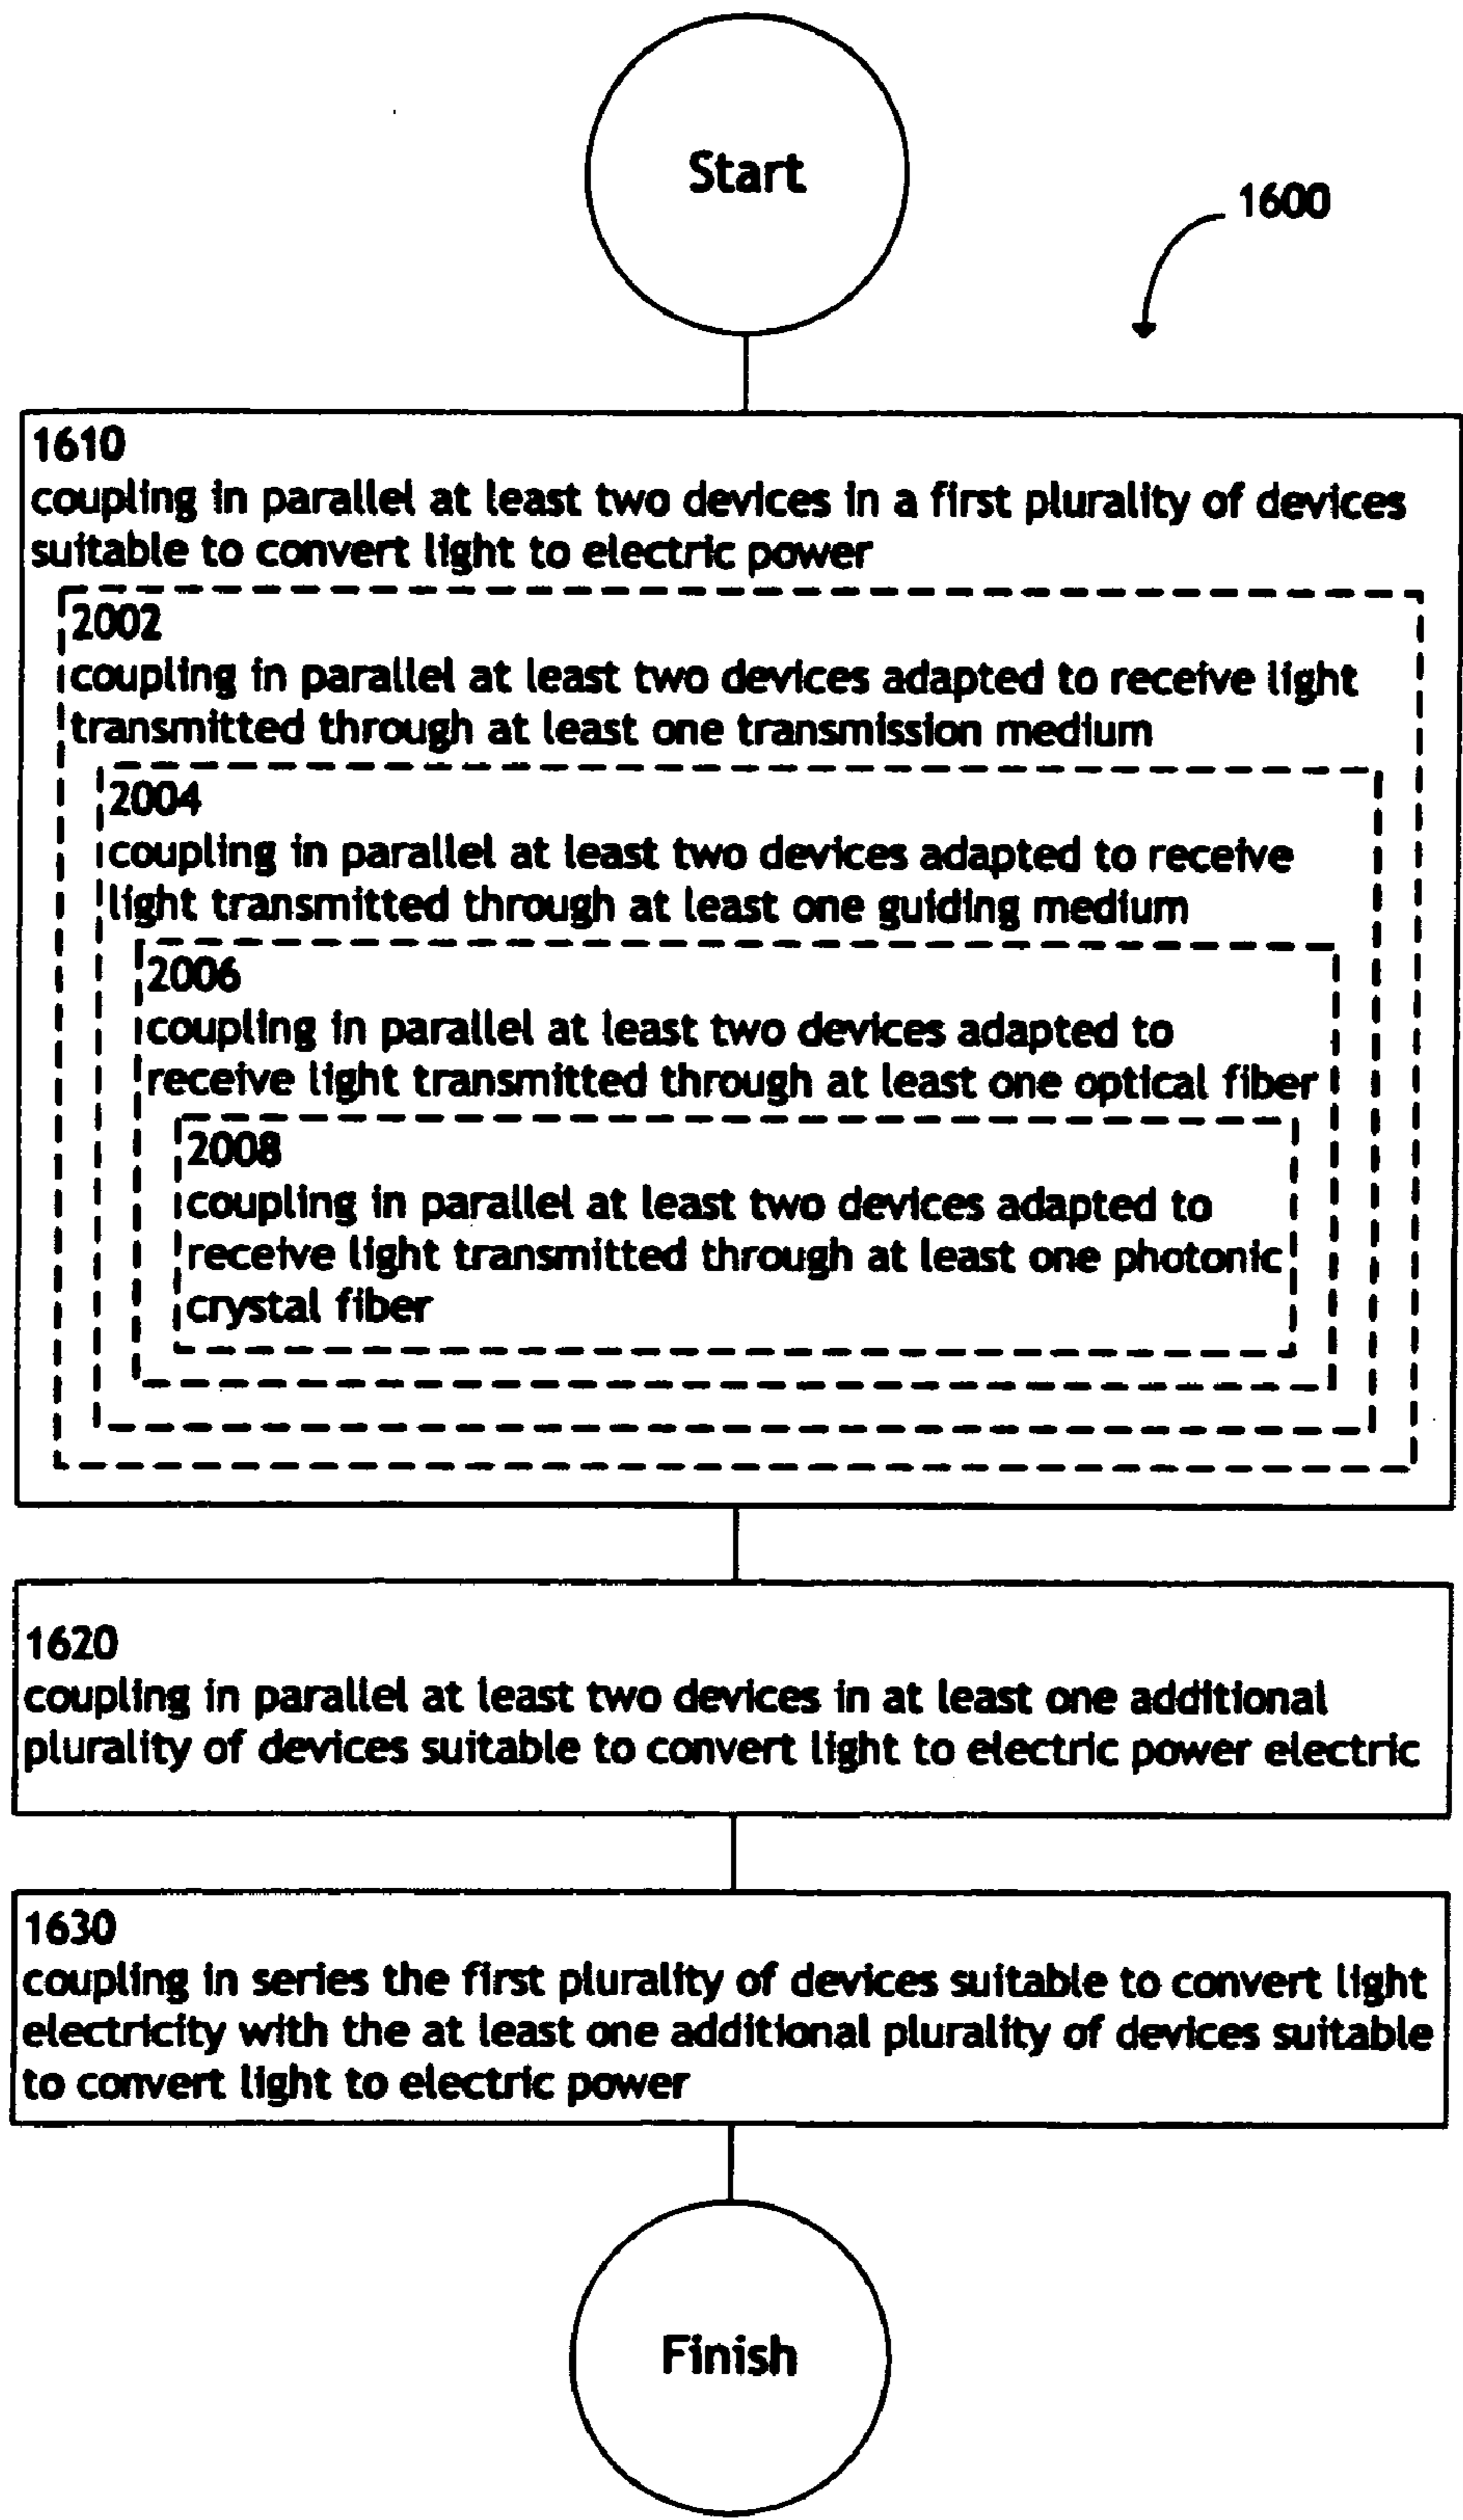 Start
1600
1610
coupling in parallel at least two devices in a first plurality of devices
suitable to convert light to electric power
2002
coupling in parallel at least two devices adapted to receive light
transmitted through at least one transmission medium
2004
coupling in parallel at least two devices adapted to receive
light transmitted through at least one guiding medium
2006
coupling in parallel at least two devices adapted to
receive light transmitted through at least one optical fiber
2008
coupling in parallel at least two devices adapted to
receive light transmitted through at least one photonic
crystal fiber
1620
coupling in parallel at least two devices in at least one additional
plurality of devices suitable to convert light to electric power electric
1630
coupling in series the first plurality of devices suitable to convert light
electricity with the at least one additional plurality of devices suitable
to convert light to electric power
Finish